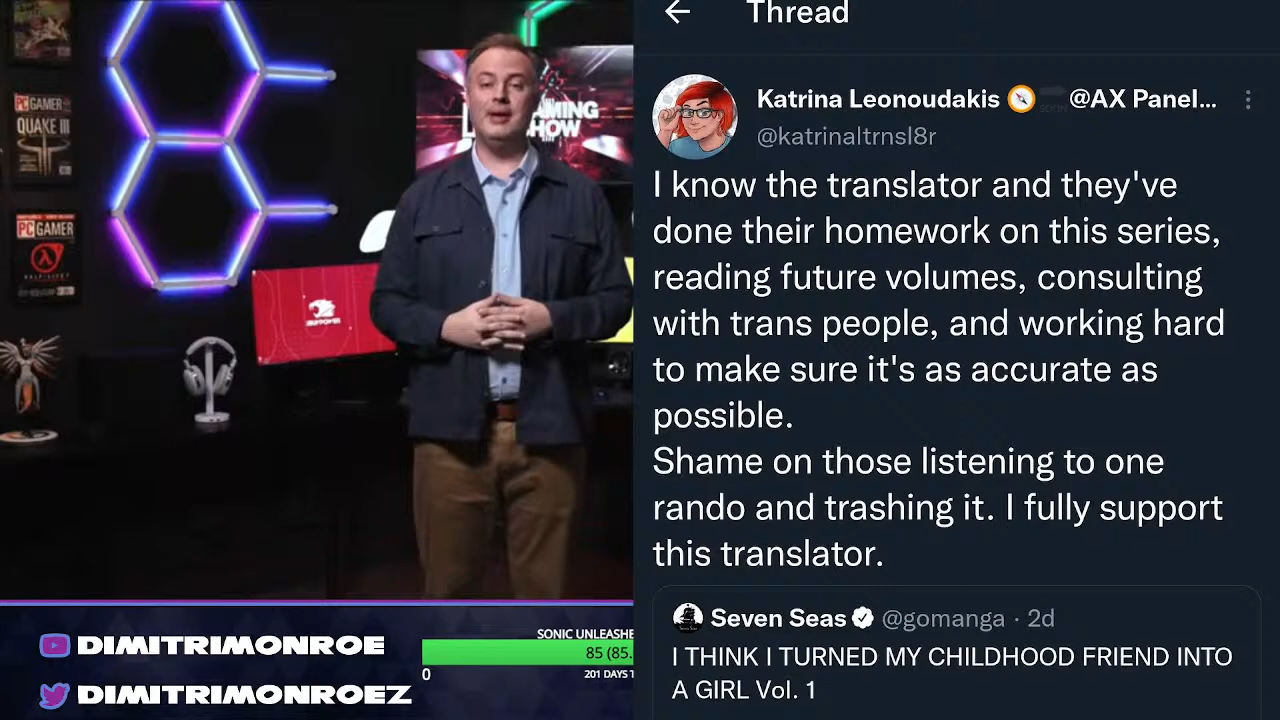 PC GAMER
QUAKE III
PC GAMER
HALF-LIFE
GAMING
SHOW
iBUYPOWER
DIMITRIMONROE
DIMITRIMONROEZ
SONIC UNLEASHE
85 (85.
0
201 DAYS T
Thread
Katrina Leonoudakis @AX Panel...
@katrinaltrnsl8r
I know the translator and they've
done their homework on this series,
reading future volumes, consulting
with trans people, and working hard
to make sure it's as accurate as
possible.
Shame on those listening to one
rando and trashing it. I fully support
this translator.
Seven Seas @gomanga · 2d
I THINK I TURNED MY CHILDHOOD FRIEND INTO
A GIRL Vol. 1